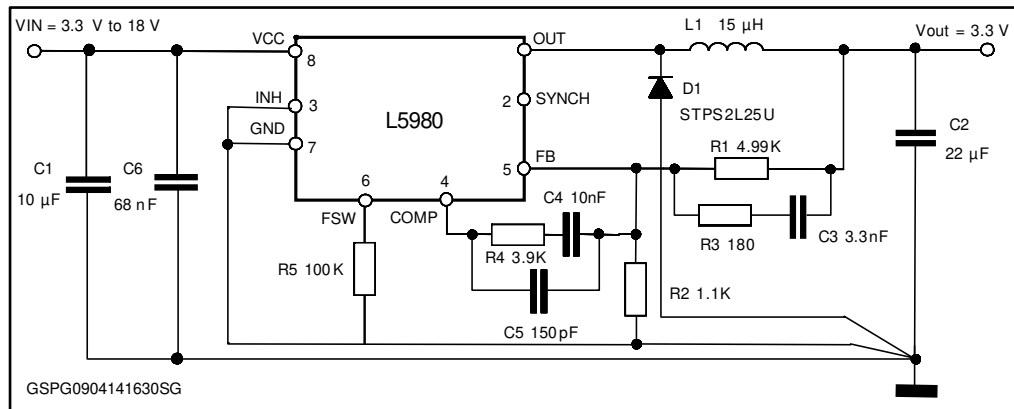 VIN = 3.3 V to 18 V
VCC
8
OUT
L1 15 µH
Vout = 3.3 V
INH
3
2
SYNCH
D1
STPS2L25U
GND
7
L5980
5
FB
R1 4.99K
C2
22 µF
C1
10 µF
C6
68 nF
6
FSW
4
COMP
C4 10nF
R3 180
C3 3.3nF
R5 100K
R4 3.9K
R2 1.1K
C5 150pF
GSPG0904141630SG